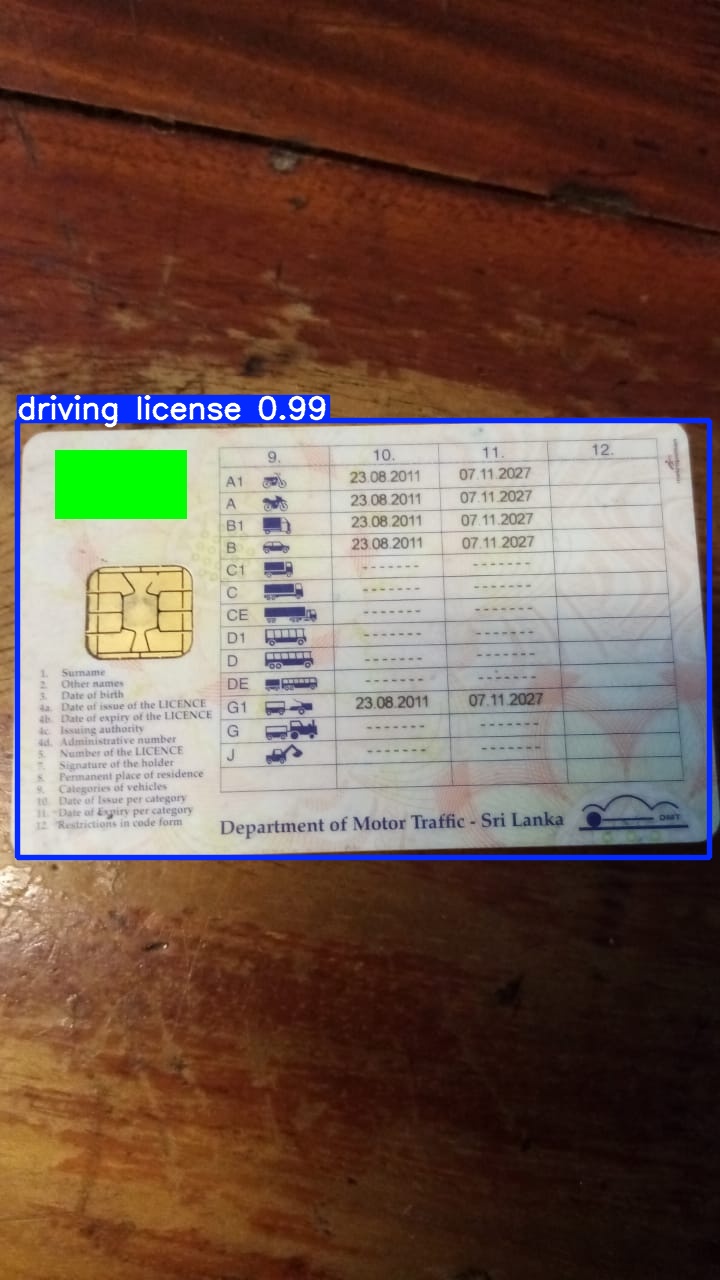 driving license 0.99
9. 10. 11. 12.
A1 23.08.2011 07.11.2027
A 23.08.2011 07.11.2027
B1 23.08.2011 07.11.2027
B 23.08.2011 07.11.2027
C1 ------- -------
C ------- -------
CE ------- -------
D1 ------- -------
D ------- -------
DE ------- -------
G1 23.08.2011 07.11.2027
G ------- -------
J ------- -------
1. Surname
2. Other names
3. Date of birth
4a. Date of issue of the LICENCE
4b. Date of expiry of the LICENCE
4c. Issuing authority
4d. Administrative number
5. Number of the LICENCE
7. Signature of the holder
8. Permanent place of residence
9. Categories of vehicles
10. Date of Issue per category
11. Date of Expiry per category
12. Restrictions in code form
Department of Motor Traffic - Sri Lanka
DMT